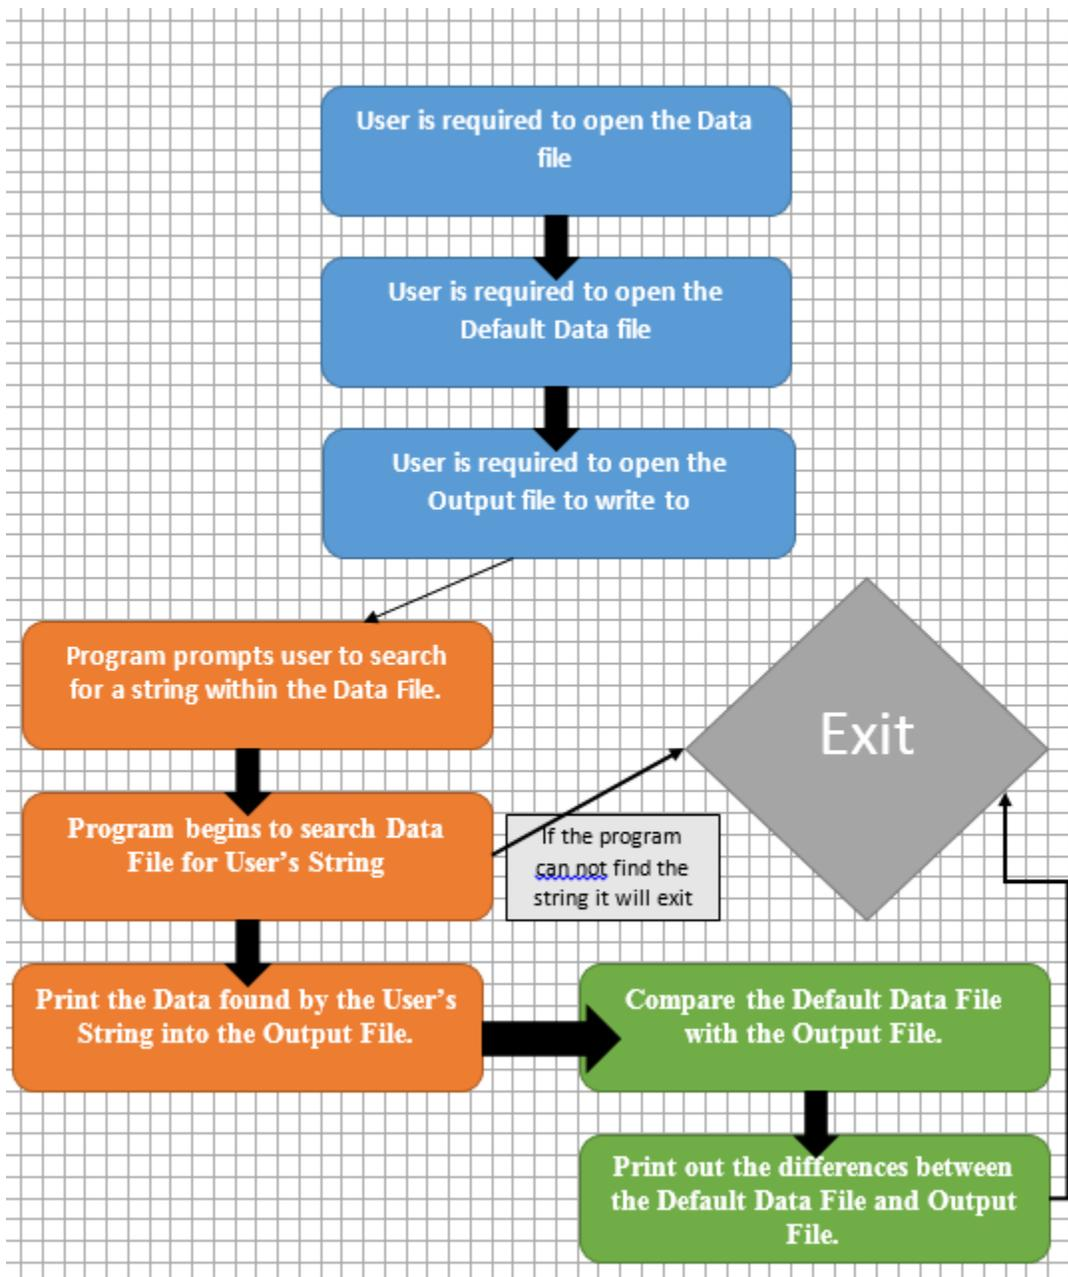 User is required to open the Data
file
User is required to open the
Default Data file
User is required to open the
Output file to write to
Program prompts user to search
for a string within the Data File.
Exit
Program begins to search Data
File for User's String
If the program
can not find the
string it will exit
Print the Data found by the User's
String into the Output File.
Compare the Default Data File
with the Output File.
Print out the differences between
the Default Data File and Output
File.